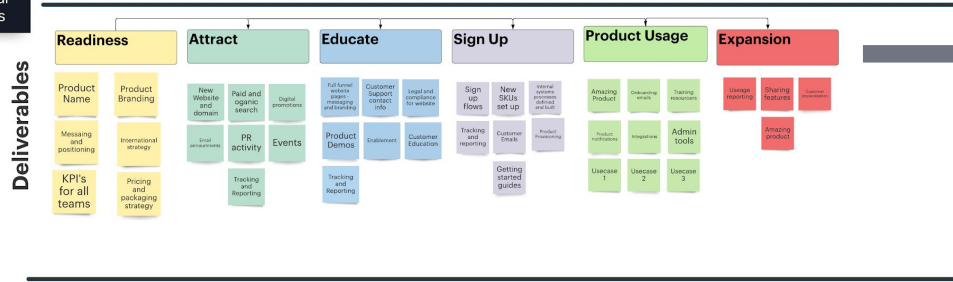 s
Deliverables
Readiness
Attract
Educate
Sign Up
Product Usage
Expansion
Product
Name
Product
Branding
Messaing
and
positioning
International
strategy
KPI's
for all
teams
Pricing
and
packaging
strategy
New
Website
and
domain
Paid and
oganic
search
Digital
promotions
Email
announcments
PR
activity
Events
Tracking
and
Reporting
Full funnel
website
pages -
messaging
and branding
Customer
Support
contact
info
Legal and
compliance
for website
Product
Demos
Enablement
Customer
Education
Tracking
and
Reporting
Sign
up
flows
New
SKUs
set up
Internal
systems
processes
defined
and built
Tracking
and
reporting
Customer
Emails
Product
Provisioning
Getting
started
guides
Amazing
Product
Onboarding
emails
Training
resourcers
Product
notifications
Integrations
Admin
tools
Usecase
1
Usecase
2
Usecase
3
Useage
reporting
Sharing
features
Customer
Amazing
product